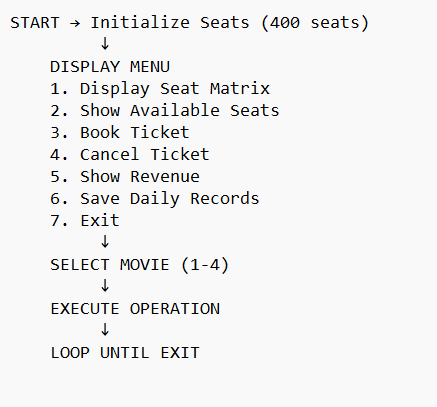 START → Initialize Seats (400 seats)
↓
DISPLAY MENU
1. Display Seat Matrix
2. Show Available Seats
3. Book Ticket
4. Cancel Ticket
5. Show Revenue
6. Save Daily Records
7. Exit
↓
SELECT MOVIE (1-4)
↓
EXECUTE OPERATION
↓
LOOP UNTIL EXIT